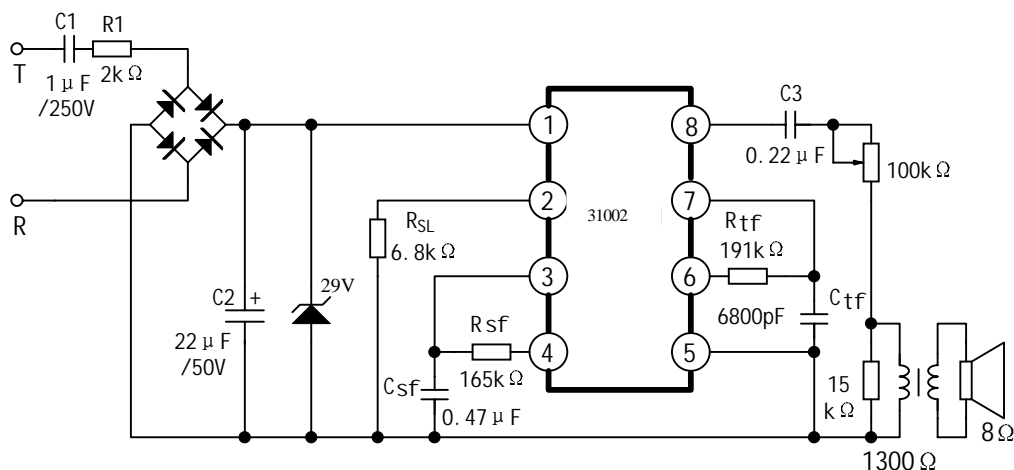 C1
R1
T
1μF
/250V
2kΩ
R
C2
+
22μF
/50V
29V
RSL
6.8kΩ
Rsf
165kΩ
Csf
0.47μF
1
2
3
4
31002
8
7
6
5
C3
0.22μF
100kΩ
Rtf
191kΩ
Ctf
6800pF
15
kΩ
1300Ω
8Ω